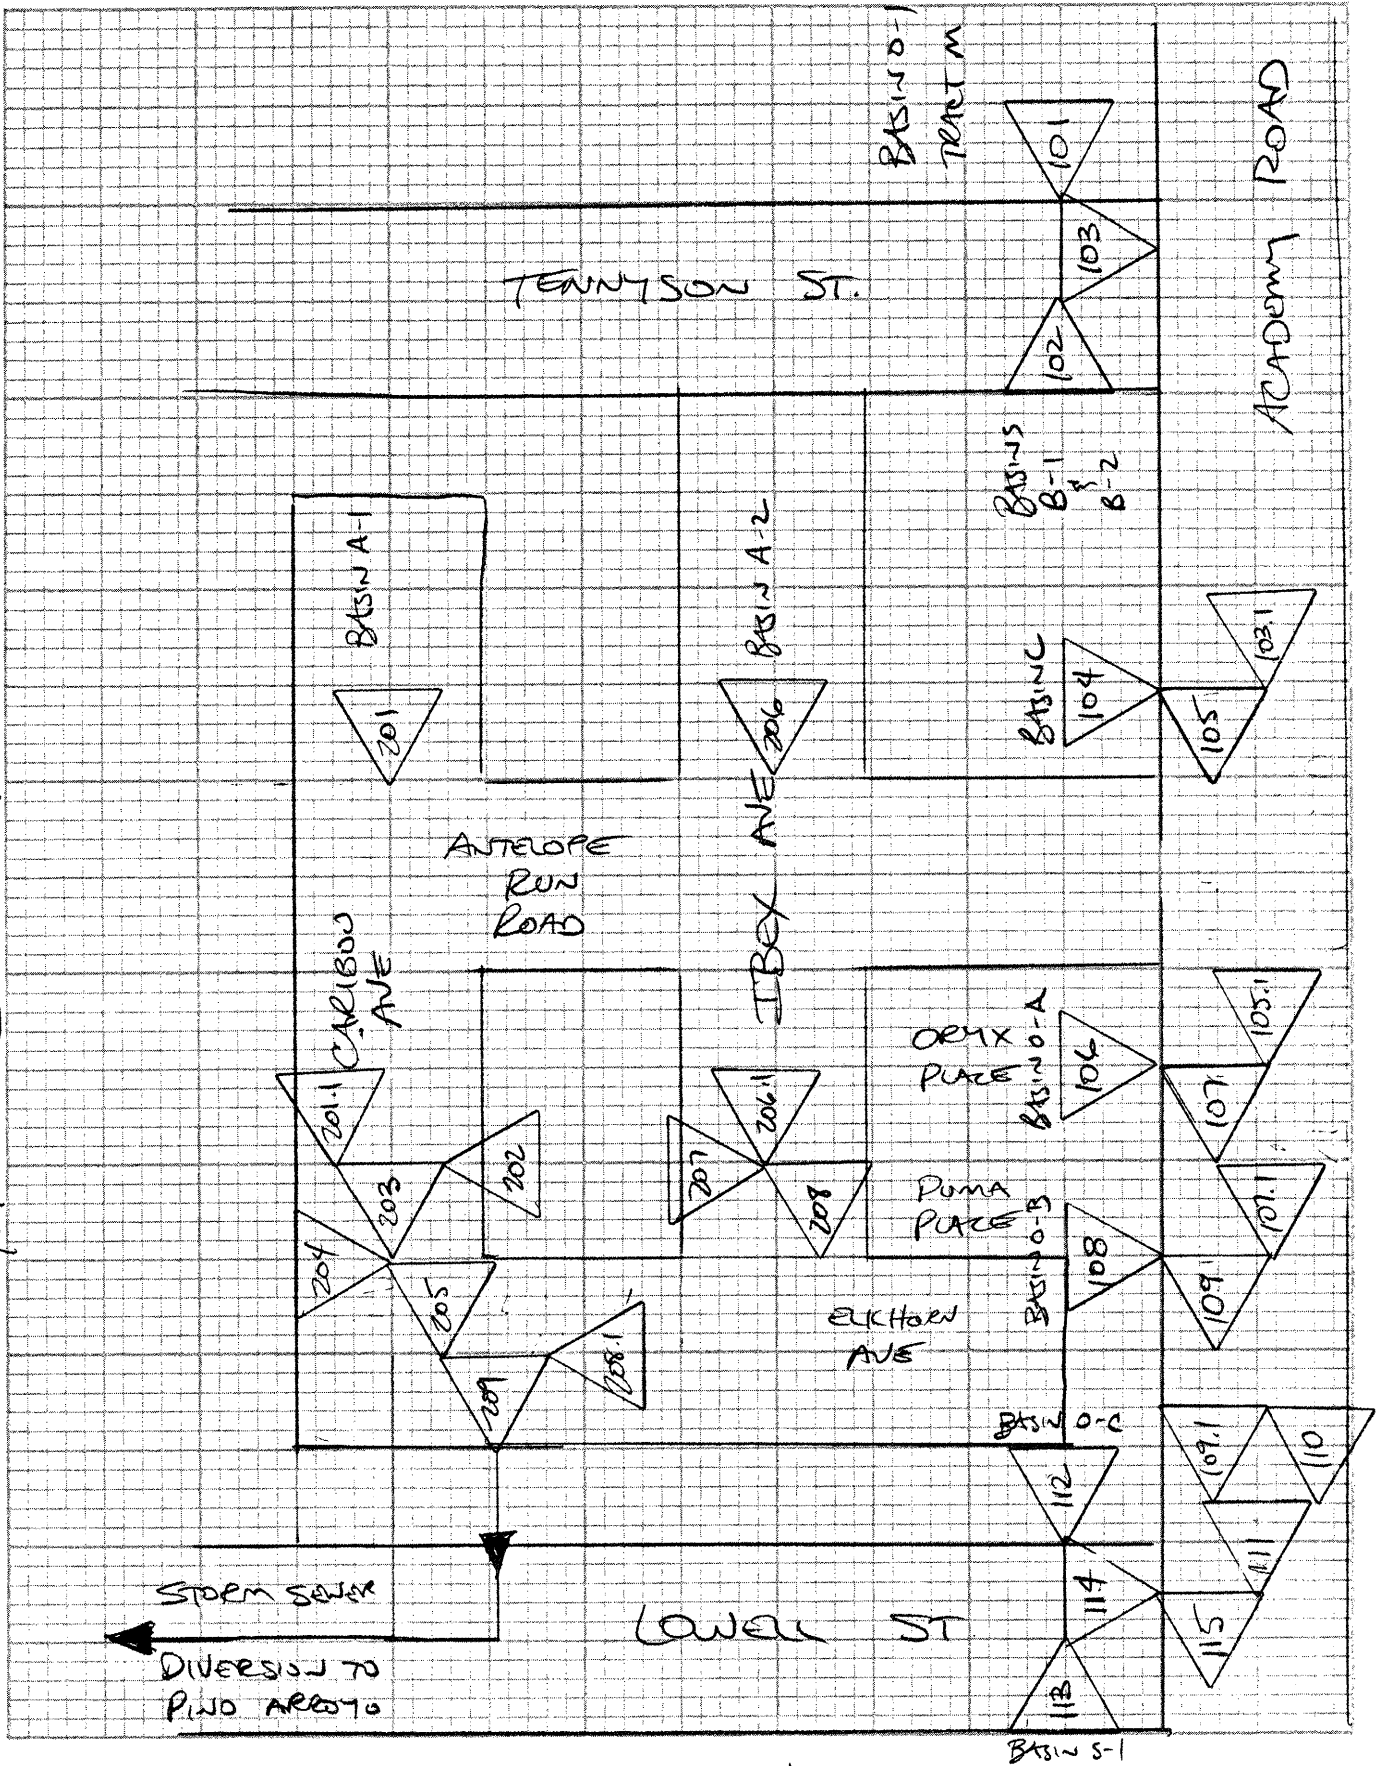 BASIN O-1
TRACT M
101
ACADEMY ROAD
103
TENNYSON ST.
102
BASINS
B-1
&
B-2
BASIN A-1
BASIN A-2
BASIN C
201
206
104
103.1
105
ANTELOPE
RUN
ROAD
IBEX AVE
CARIBOU
AVE
ORYX
PLACE
BASIN O-A
106
105.1
107
201.1
203
202
207
206.1
208
PUMA
PLACE
BASIN O-B
108
107.1
109
204
205
208.1
209
ELKHORN
AVE
BASIN O-C
112
109.1
110
111
114
115
113
STORM SEWER
DIVERSION TO
PINO ARROYO
LOWELL ST
BASIN S-1